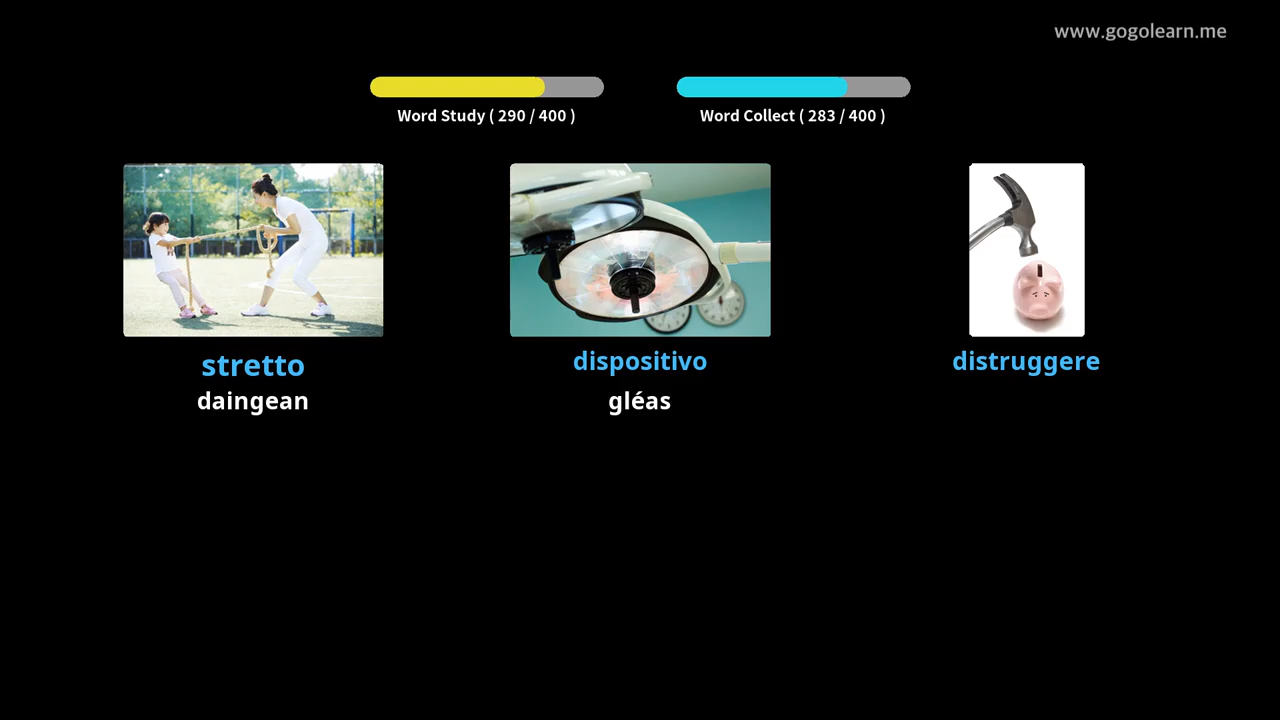 www.gogolearn.me
Word Study ( 290 / 400 )
Word Collect ( 283 / 400 )
stretto
daingean
dispositivo
gléas
distruggere